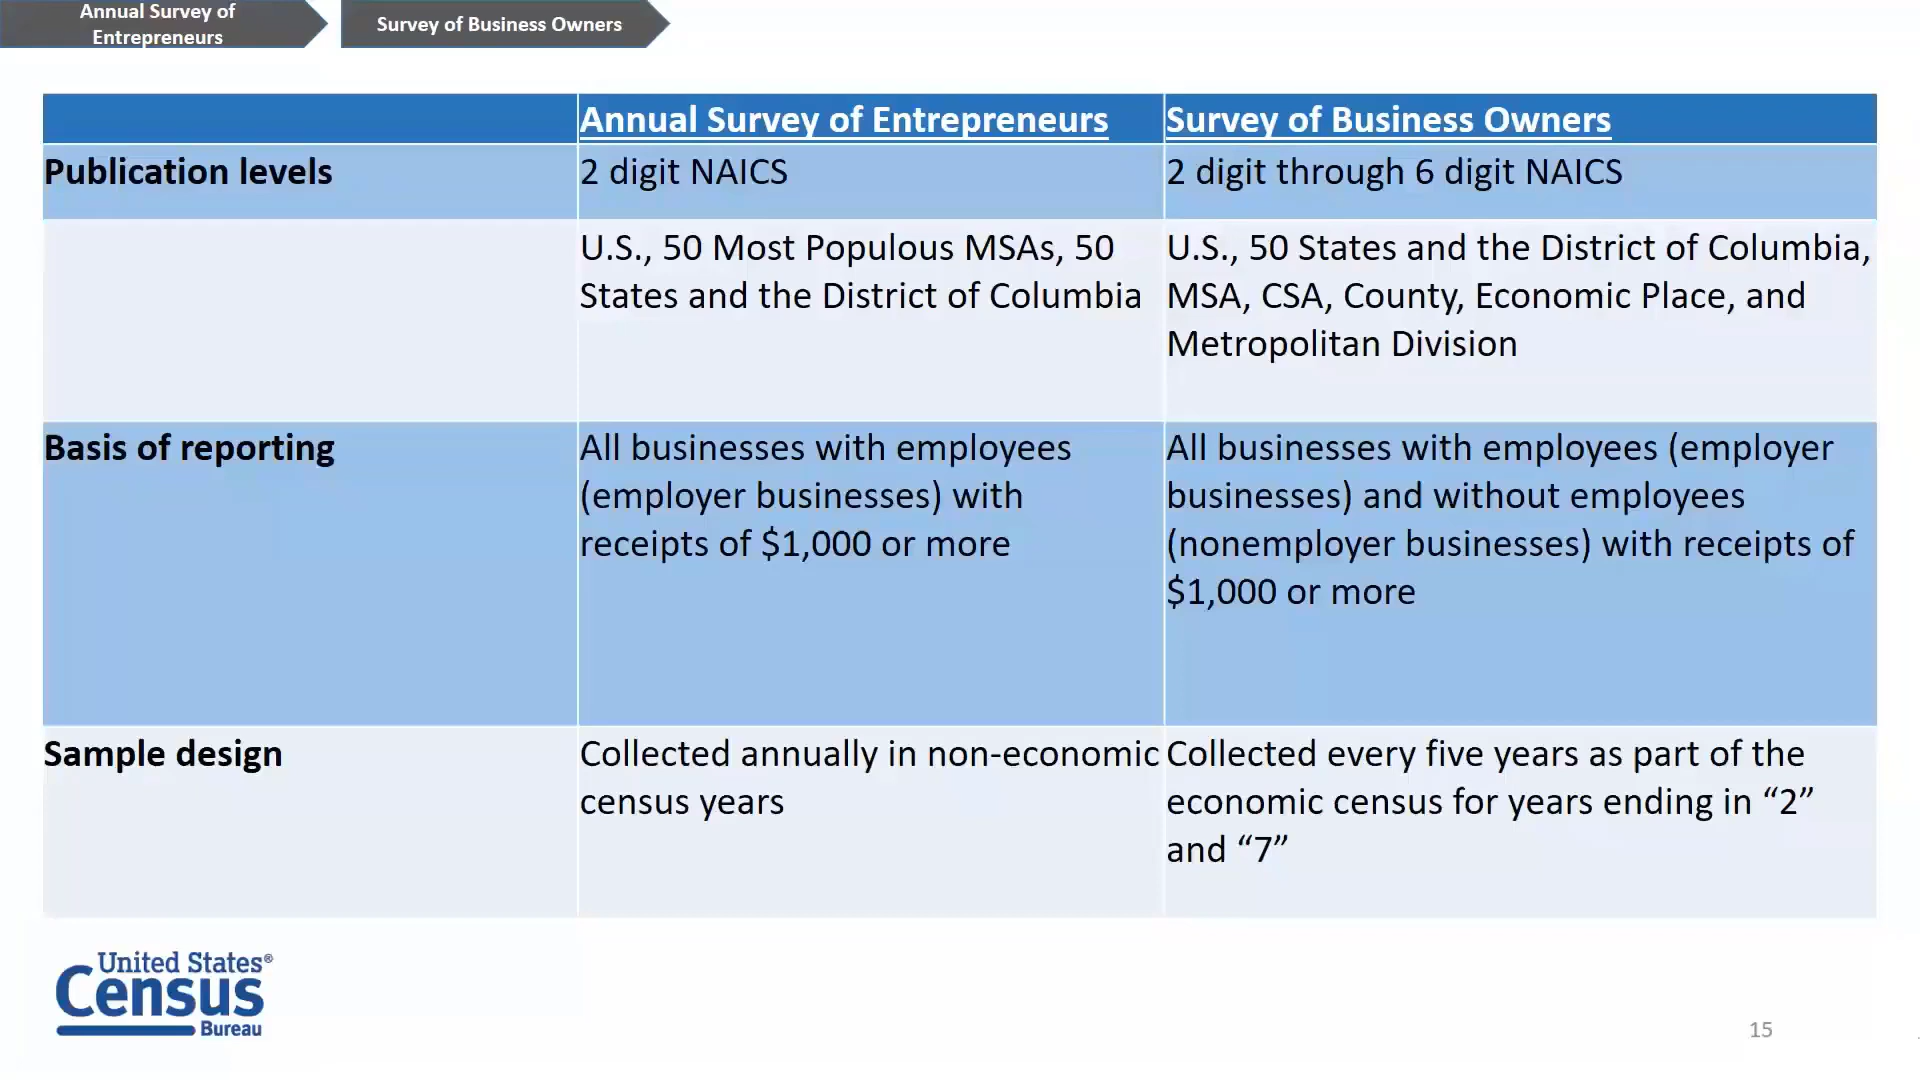 Annual Survey of
Entrepreneurs
Survey of Business Owners
Annual Survey of Entrepreneurs
Survey of Business Owners
Publication levels
2 digit NAICS
2 digit through 6 digit NAICS
U.S., 50 Most Populous MSAs, 50
States and the District of Columbia
U.S., 50 States and the District of Columbia,
MSA, CSA, County, Economic Place, and
Metropolitan Division
Basis of reporting
All businesses with employees
(employer businesses) with
receipts of $1,000 or more
All businesses with employees (employer
businesses) and without employees
(nonemployer businesses) with receipts of
$1,000 or more
Sample design
Collected annually in non-economic
census years
Collected every five years as part of the
economic census for years ending in “2”
and “7”
United States®
Census
Bureau
15